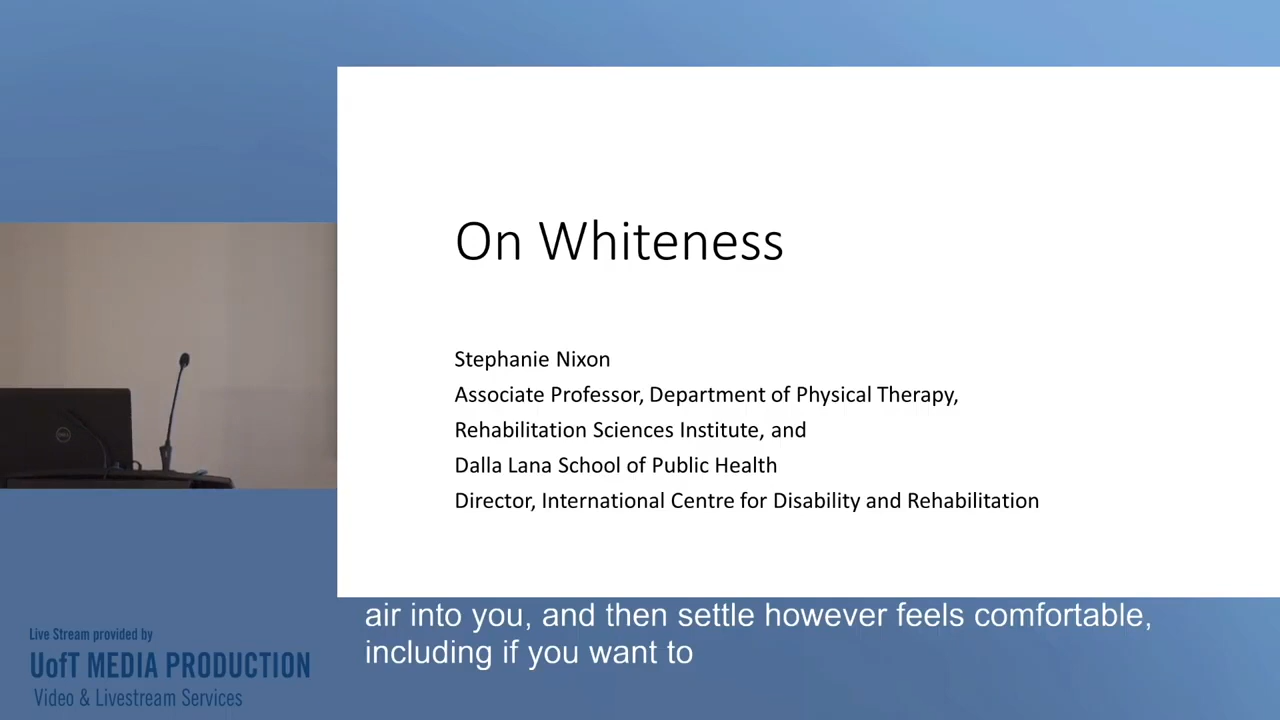 On Whiteness
Stephanie Nixon
Associate Professor, Department of Physical Therapy,
Rehabilitation Sciences Institute, and
Dalla Lana School of Public Health
Director, International Centre for Disability and Rehabilitation
air into you, and then settle however feels comfortable,
including if you want to
Live Stream provided by
UofT MEDIA PRODUCTION
Video & Livestream Services
DELL